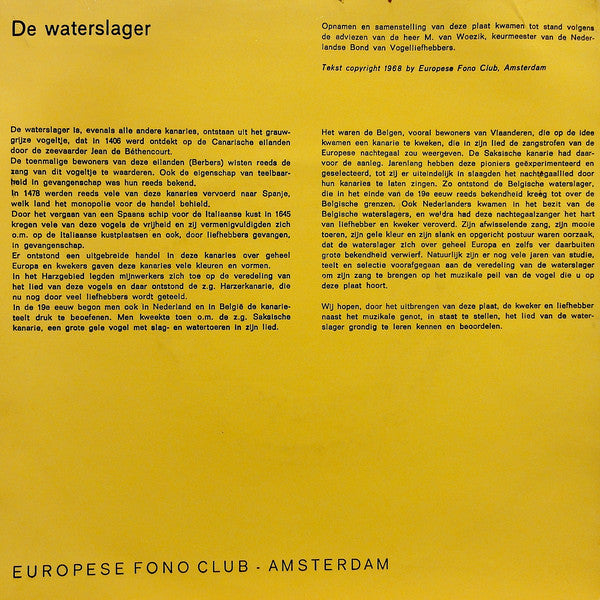 De waterslager
Opnamen en samenstelling van deze plaat kwamen tot stand volgens
de adviezen van de heer M. van Woezik, keurmeester van de Neder-
landse Bond van Vogelliefhebbers.
Tekst copyright 1968 by Europese Fono Club, Amsterdam
De waterslager is, evenals alle andere kanaries, ontstaan uit het grauw-
grijze vogeltje, dat in 1406 werd ontdekt op de Canarische eilanden
door de zeevaarder Jean de Béthencourt.
De toenmalige bewoners van deze eilanden (Berbers) wisten reeds de
zang van dit vogeltje te waarderen. Ook de eigenschap van teelbaar-
heid in gevangenschap was hun reeds bekend.
In 1478 werden reeds vele van deze kanaries vervoerd naar Spanje,
welk land het monopolie voor de handel behield.
Door het vergaan van een Spaans schip voor de Italiaanse kust in 1645
kregen vele van deze vogels de vrijheid en zij vermenigvuldigden zich
o.m. op de Italiaanse kustplaatsen en ook, door liefhebbers gevangen,
in gevangenschap.
Er ontstond een uitgebreide handel in deze kanaries over geheel
Europa en kwekers gaven deze kanaries vele kleuren en vormen.
In het Harzgebied legden mijnwerkers zich toe op de veredeling van
het lied van deze vogels en daar ontstond de z.g. Harzerkanarie, die
nu nog door veel liefhebbers wordt geteeld.
In de 19e eeuw begon men ook in Nederland en in België de kanarie-
teelt druk te beoefenen. Men kweekte toen o.m. de z.g. Saksische
kanarie, een grote gele vogel met slag- en watertoeren in zijn lied.
Het waren de Belgen, vooral bewoners van Vlaanderen, die op de idee
kwamen een kanarie te kweken, die in zijn lied de zangstrofen van de
Europese nachtegaal zou weergeven. De Saksische kanarie had daar-
voor de aanleg. Jarenlang hebben deze pioniers geëxperimenteerd en
geselecteerd, tot zij er uiteindelijk in slaagden het nachtegaallied door
hun kanaries te laten zingen. Zo ontstond de Belgische waterslager,
die in het einde van de 19e eeuw reeds bekendheid kreeg tot over de
Belgische grenzen. Ook Nederlanders kwamen in het bezit van de
Belgische waterslagers, en weldra had deze nachtegaalzanger het hart
van liefhebber en kweker veroverd. Zijn afwisselende zang, zijn mooie
toeren, zijn gele kleur en zijn slank en opgericht postuur waren oorzaak,
dat de waterslager zich over geheel Europa en zelfs ver daarbuiten
grote bekendheid verwierf. Natuurlijk zijn er nog vele jaren van studie,
teelt en selectie voorafgegaan aan de veredeling van de waterslager
om zijn zang te brengen op het muzikale peil van de vogel die u op
deze plaat hoort.
Wij hopen, door het uitbrengen van deze plaat, de kweker en liefhebber
naast het muzikale genot, in staat te stellen, het lied van de water-
slager grondig te leren kennen en beoordelen.
EUROPESE FONO CLUB - AMSTERDAM